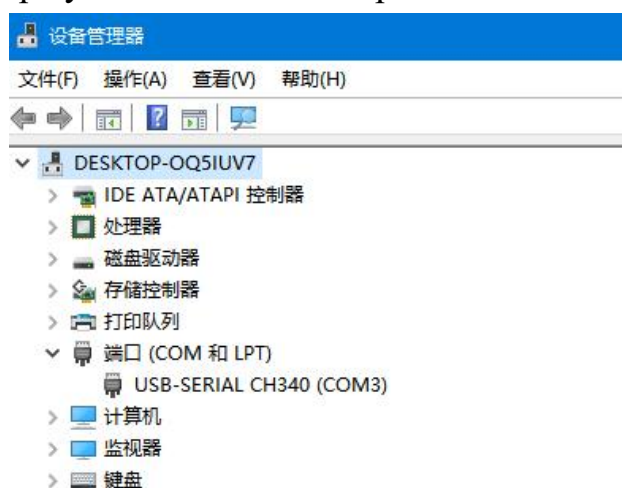 设备管理器
文件(F) 操作(A) 查看(V) 帮助(H)
DESKTOP-OQ5IUV7
IDE ATA/ATAPI 控制器
处理器
磁盘驱动器
存储控制器
打印队列
端口 (COM 和 LPT)
USB-SERIAL CH340 (COM3)
计算机
监视器
键盘